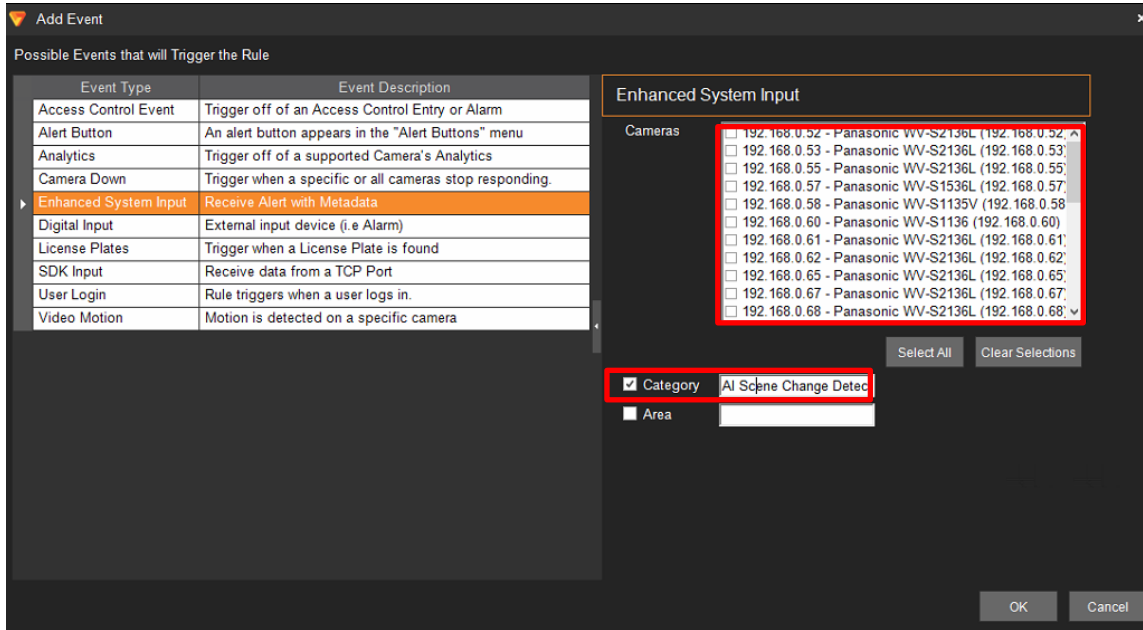 Add Event
Possible Events that will Trigger the Rule
Event Type Event Description
Access Control Event Trigger off of an Access Control Entry or Alarm
Alert Button An alert button appears in the "Alert Buttons" menu
Analytics Trigger off of a supported Camera's Analytics
Camera Down Trigger when a specific or all cameras stop responding.
Enhanced System Input Receive Alert with Metadata
Digital Input External input device (i.e Alarm)
License Plates Trigger when a License Plate is found
SDK Input Receive data from a TCP Port
User Login Rule triggers when a user logs in.
Video Motion Motion is detected on a specific camera
Enhanced System Input
Cameras
192.168.0.52 - Panasonic WV-S2136L (192.168.0.52
192.168.0.53 - Panasonic WV-S2136L (192.168.0.53
192.168.0.55 - Panasonic WV-S2136L (192.168.0.55
192.168.0.57 - Panasonic WV-S1536L (192.168.0.57
192.168.0.58 - Panasonic WV-S1135V (192.168.0.58
192.168.0.60 - Panasonic WV-S1136 (192.168.0.60)
192.168.0.61 - Panasonic WV-S2136L (192.168.0.61
192.168.0.62 - Panasonic WV-S2136L (192.168.0.62
192.168.0.65 - Panasonic WV-S2136L (192.168.0.65
192.168.0.67 - Panasonic WV-S2136L (192.168.0.67
192.168.0.68 - Panasonic WV-S2136L (192.168.0.68
Select All Clear Selections
Category AI Scene Change Detec
Area
OK Cancel